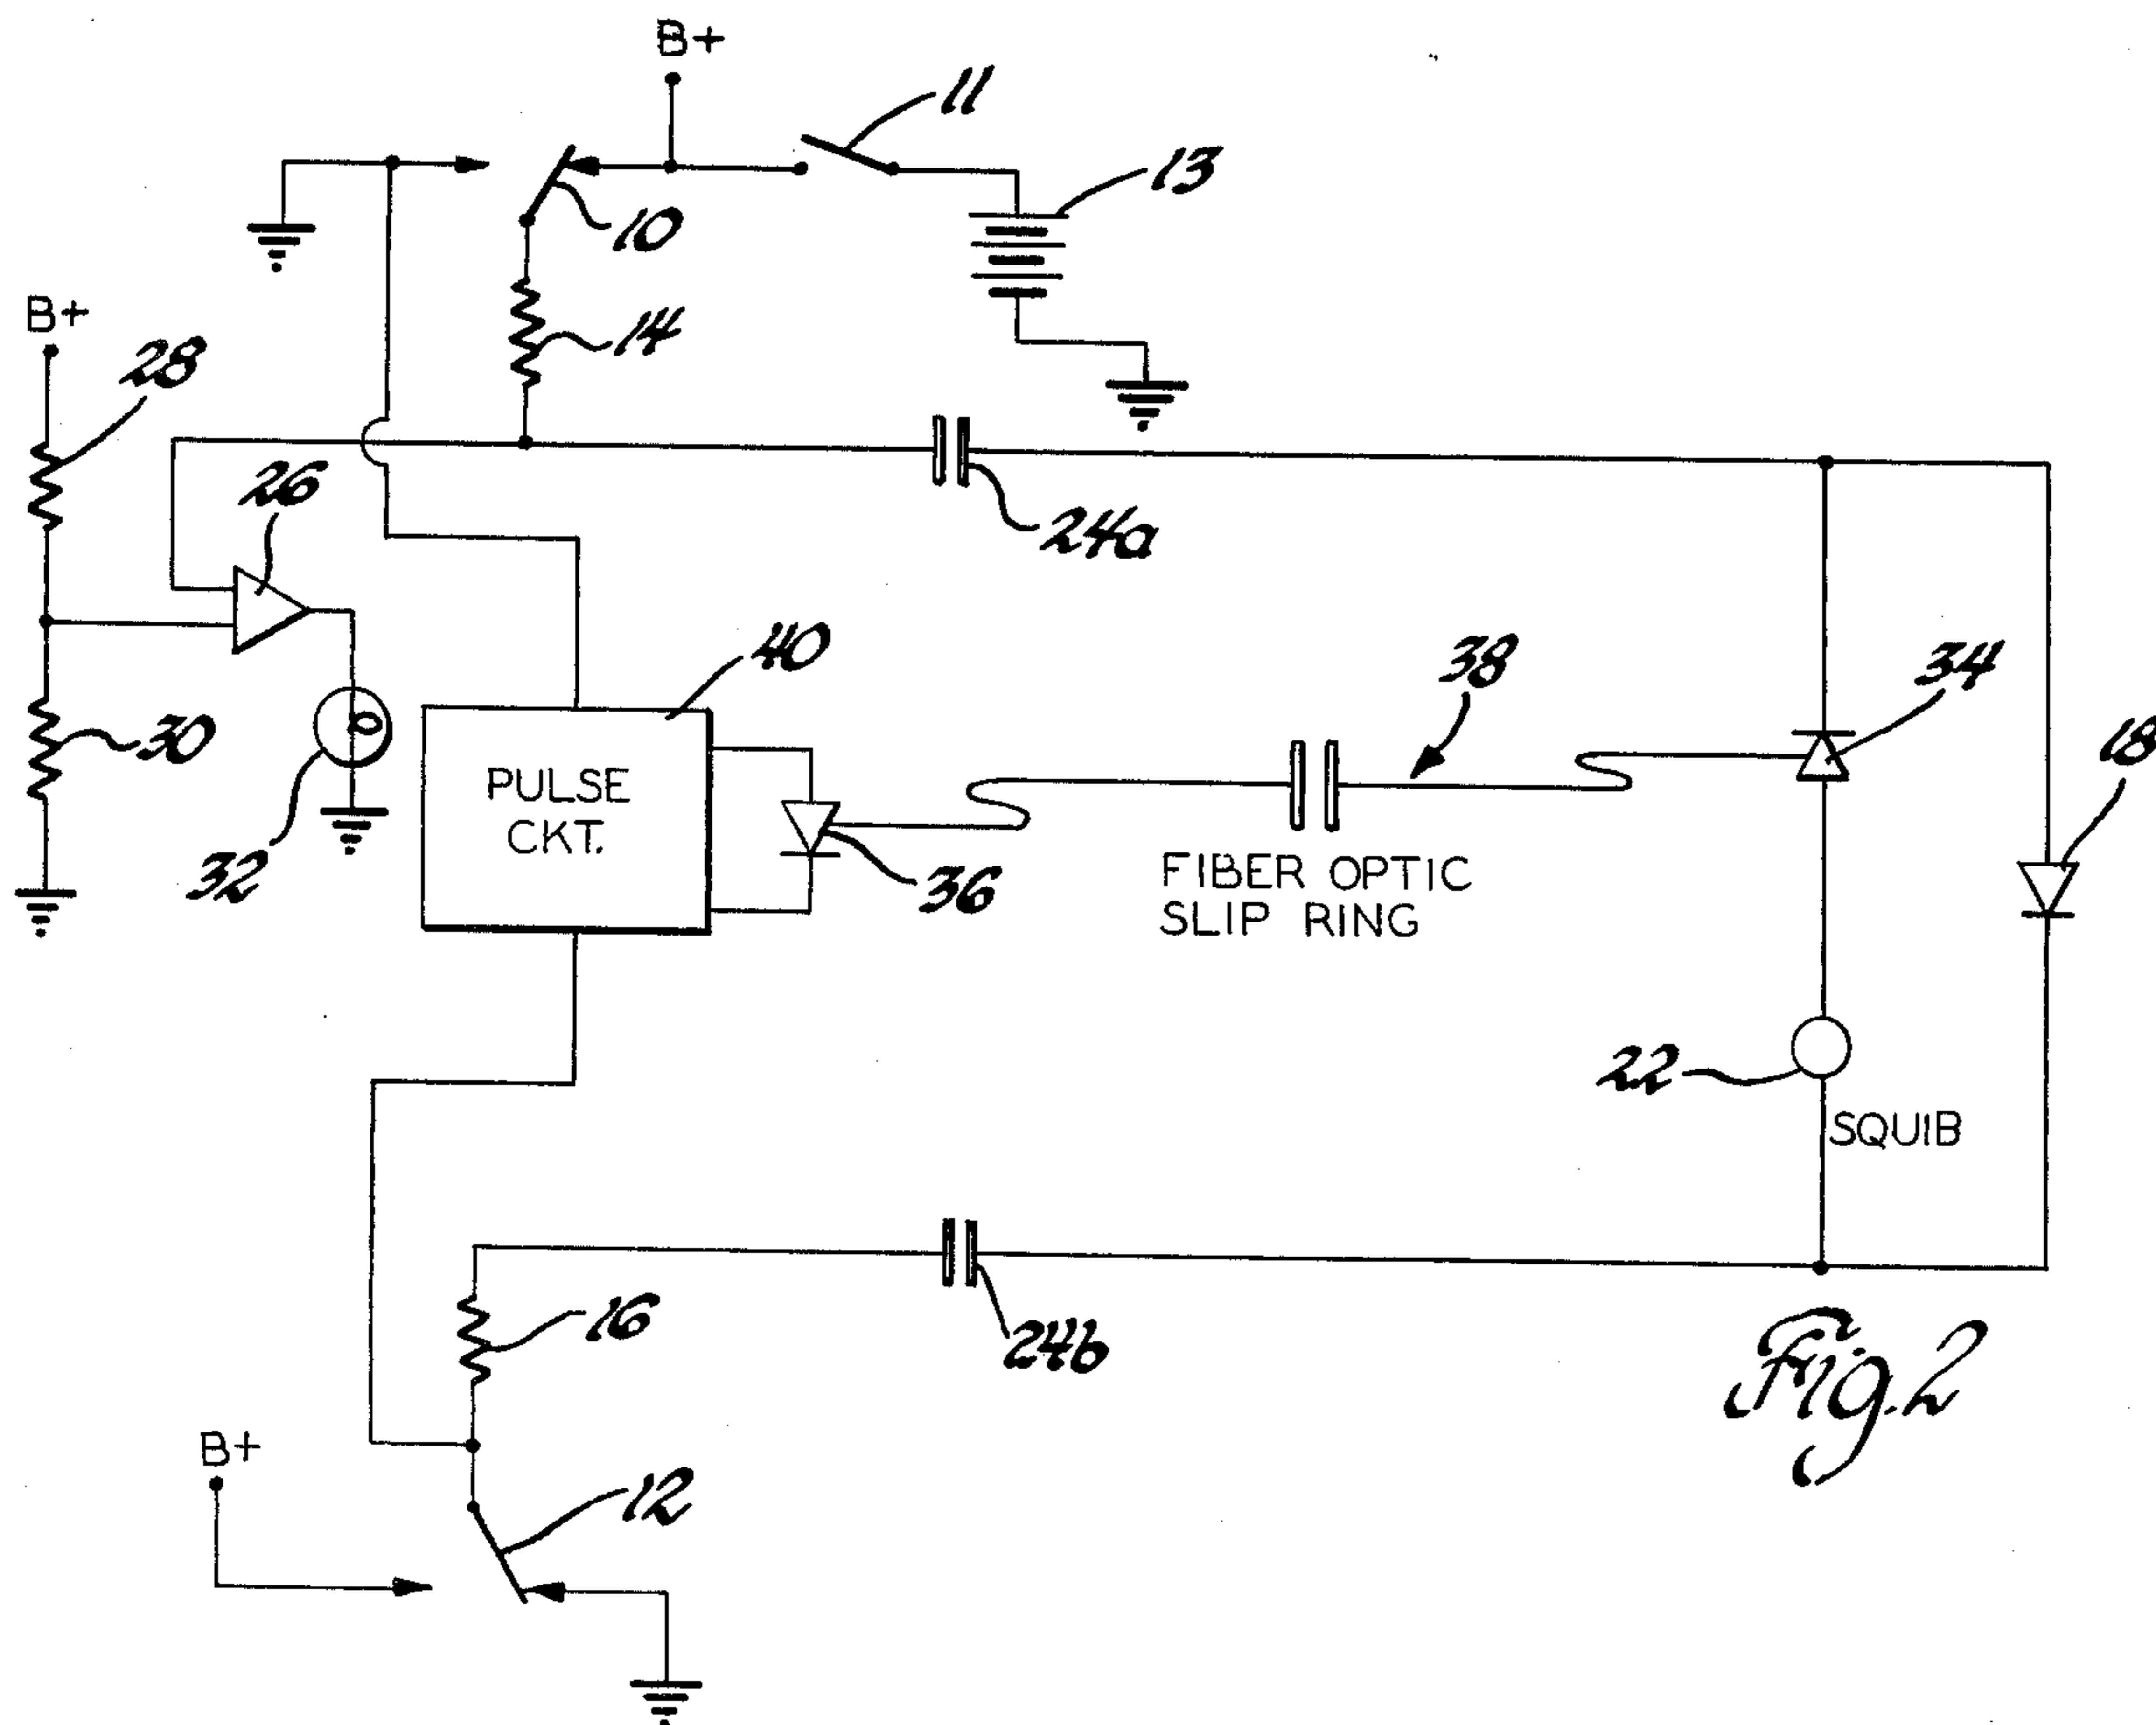 B+
11
13
10
B+
14
28
26
24a
40
38
34
18
30
PULSE
CKT.
32
36
FIBER OPTIC
SLIP RING
22
SQUIB
16
24b
Fig. 2
B+
12